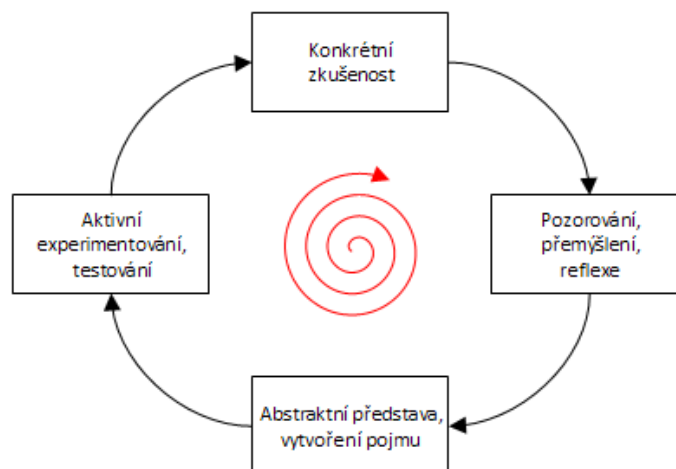 Konkrétní
zkušenost
Pozorování,
přemýšlení,
reflexe
Abstraktní představa,
vytvoření pojmu
Aktivní
experimentování,
testování